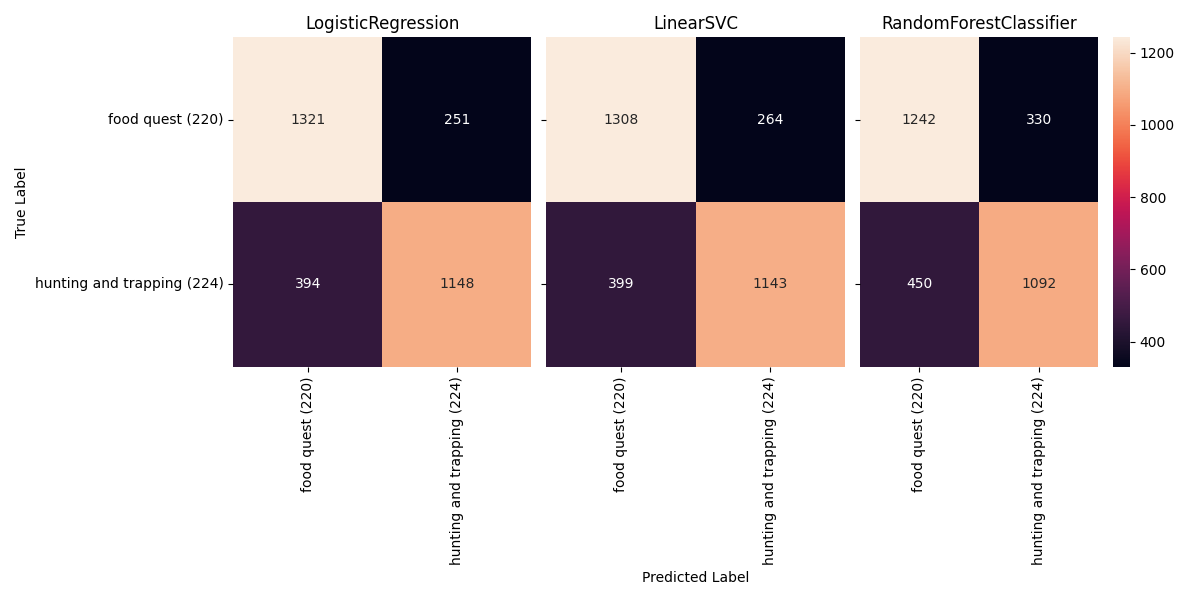 LogisticRegression
LinearSVC
RandomForestClassifier
True Label
food quest (220)
1321
251
1308
264
1242
330
hunting and trapping (224)
394
1148
399
1143
450
1092
1200
1000
800
600
400
food quest (220)
hunting and trapping (224)
food quest (220)
hunting and trapping (224)
food quest (220)
hunting and trapping (224)
Predicted Label